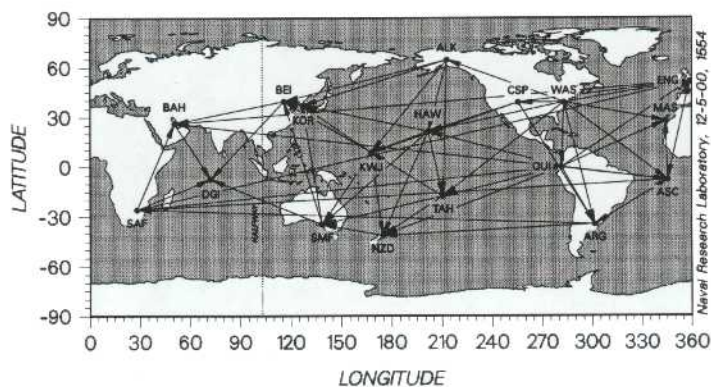 90
60
30
0
-30
-60
-90
LATITUDE
ALK
ENG
BAH
BEI
CSP
WAS
MAS
KOR
HAW
KWJ
QUI
DGI
ASC
TAH
SAF
SMF
NZD
ARG
0 30 60 90 120 150 180 210 240 270 300 330 360
LONGITUDE
Naval Research Laboratory, 12-5-00, 1554